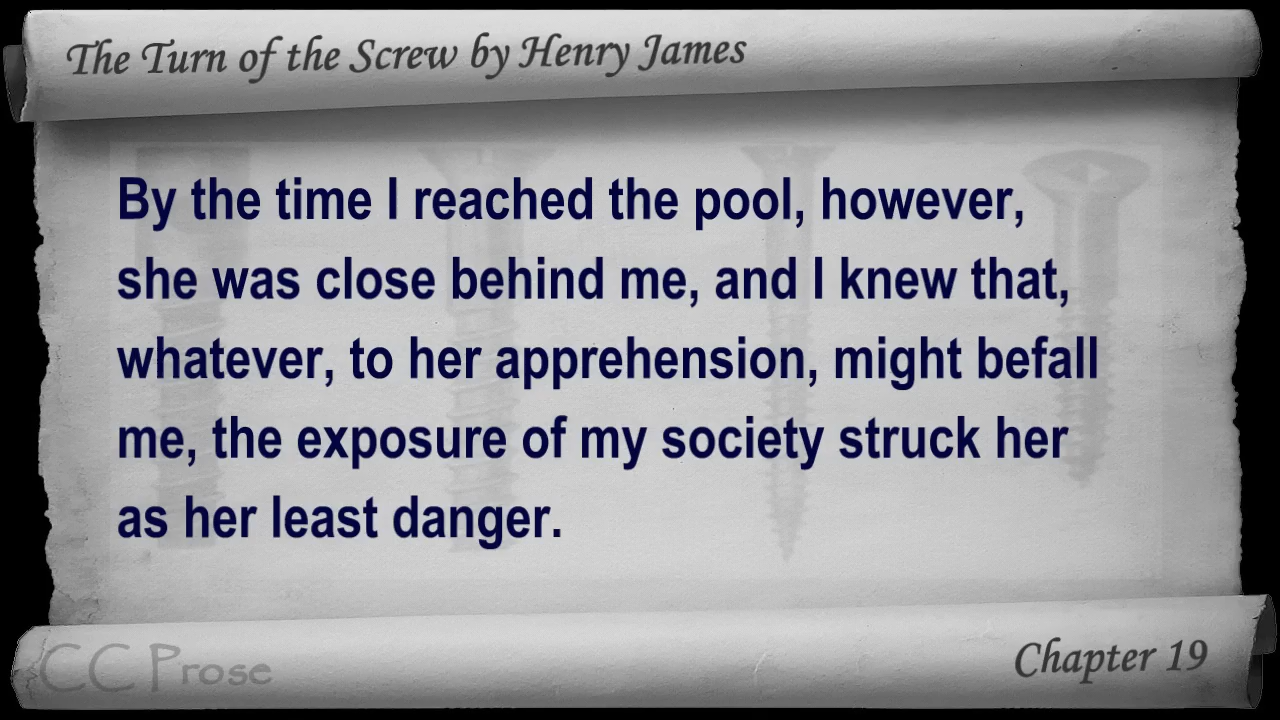 The Turn of the Screw by Henry James
By the time I reached the pool, however,
she was close behind me, and I knew that,
whatever, to her apprehension, might befall
me, the exposure of my society struck her
as her least danger.
CC Prose
Chapter 19